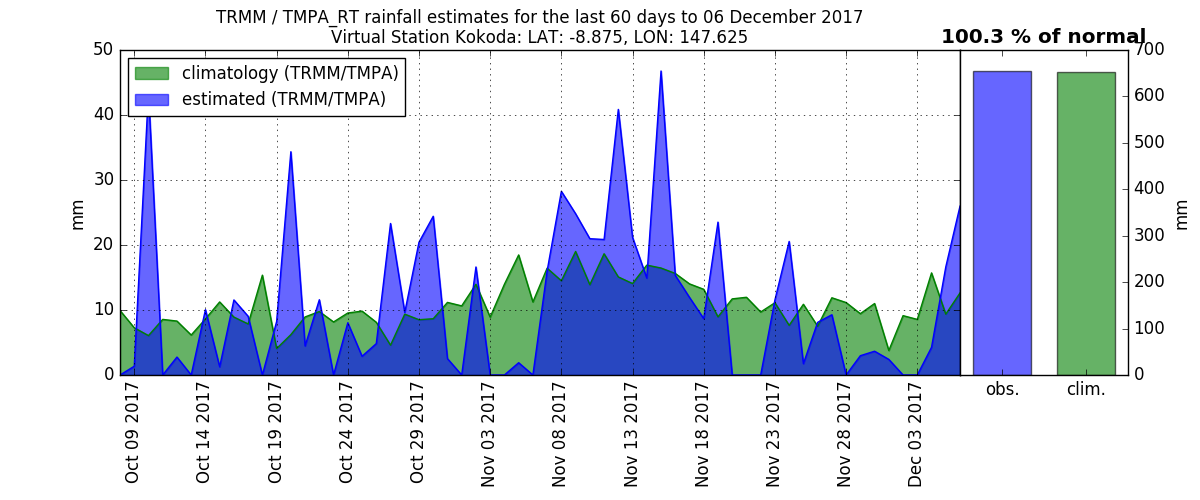 TRMM / TMPA_RT rainfall estimates for the last 60 days to 06 December 2017
Virtual Station Kokoda: LAT: -8.875, LON: 147.625
100.3 % of normal
climatology (TRMM/TMPA)
estimated (TRMM/TMPA)
50
40
30
20
10
0
mm
700
600
500
400
300
200
100
0
mm
obs.
clim.
Oct 09 2017
Oct 14 2017
Oct 19 2017
Oct 24 2017
Oct 29 2017
Nov 03 2017
Nov 08 2017
Nov 13 2017
Nov 18 2017
Nov 23 2017
Nov 28 2017
Dec 03 2017